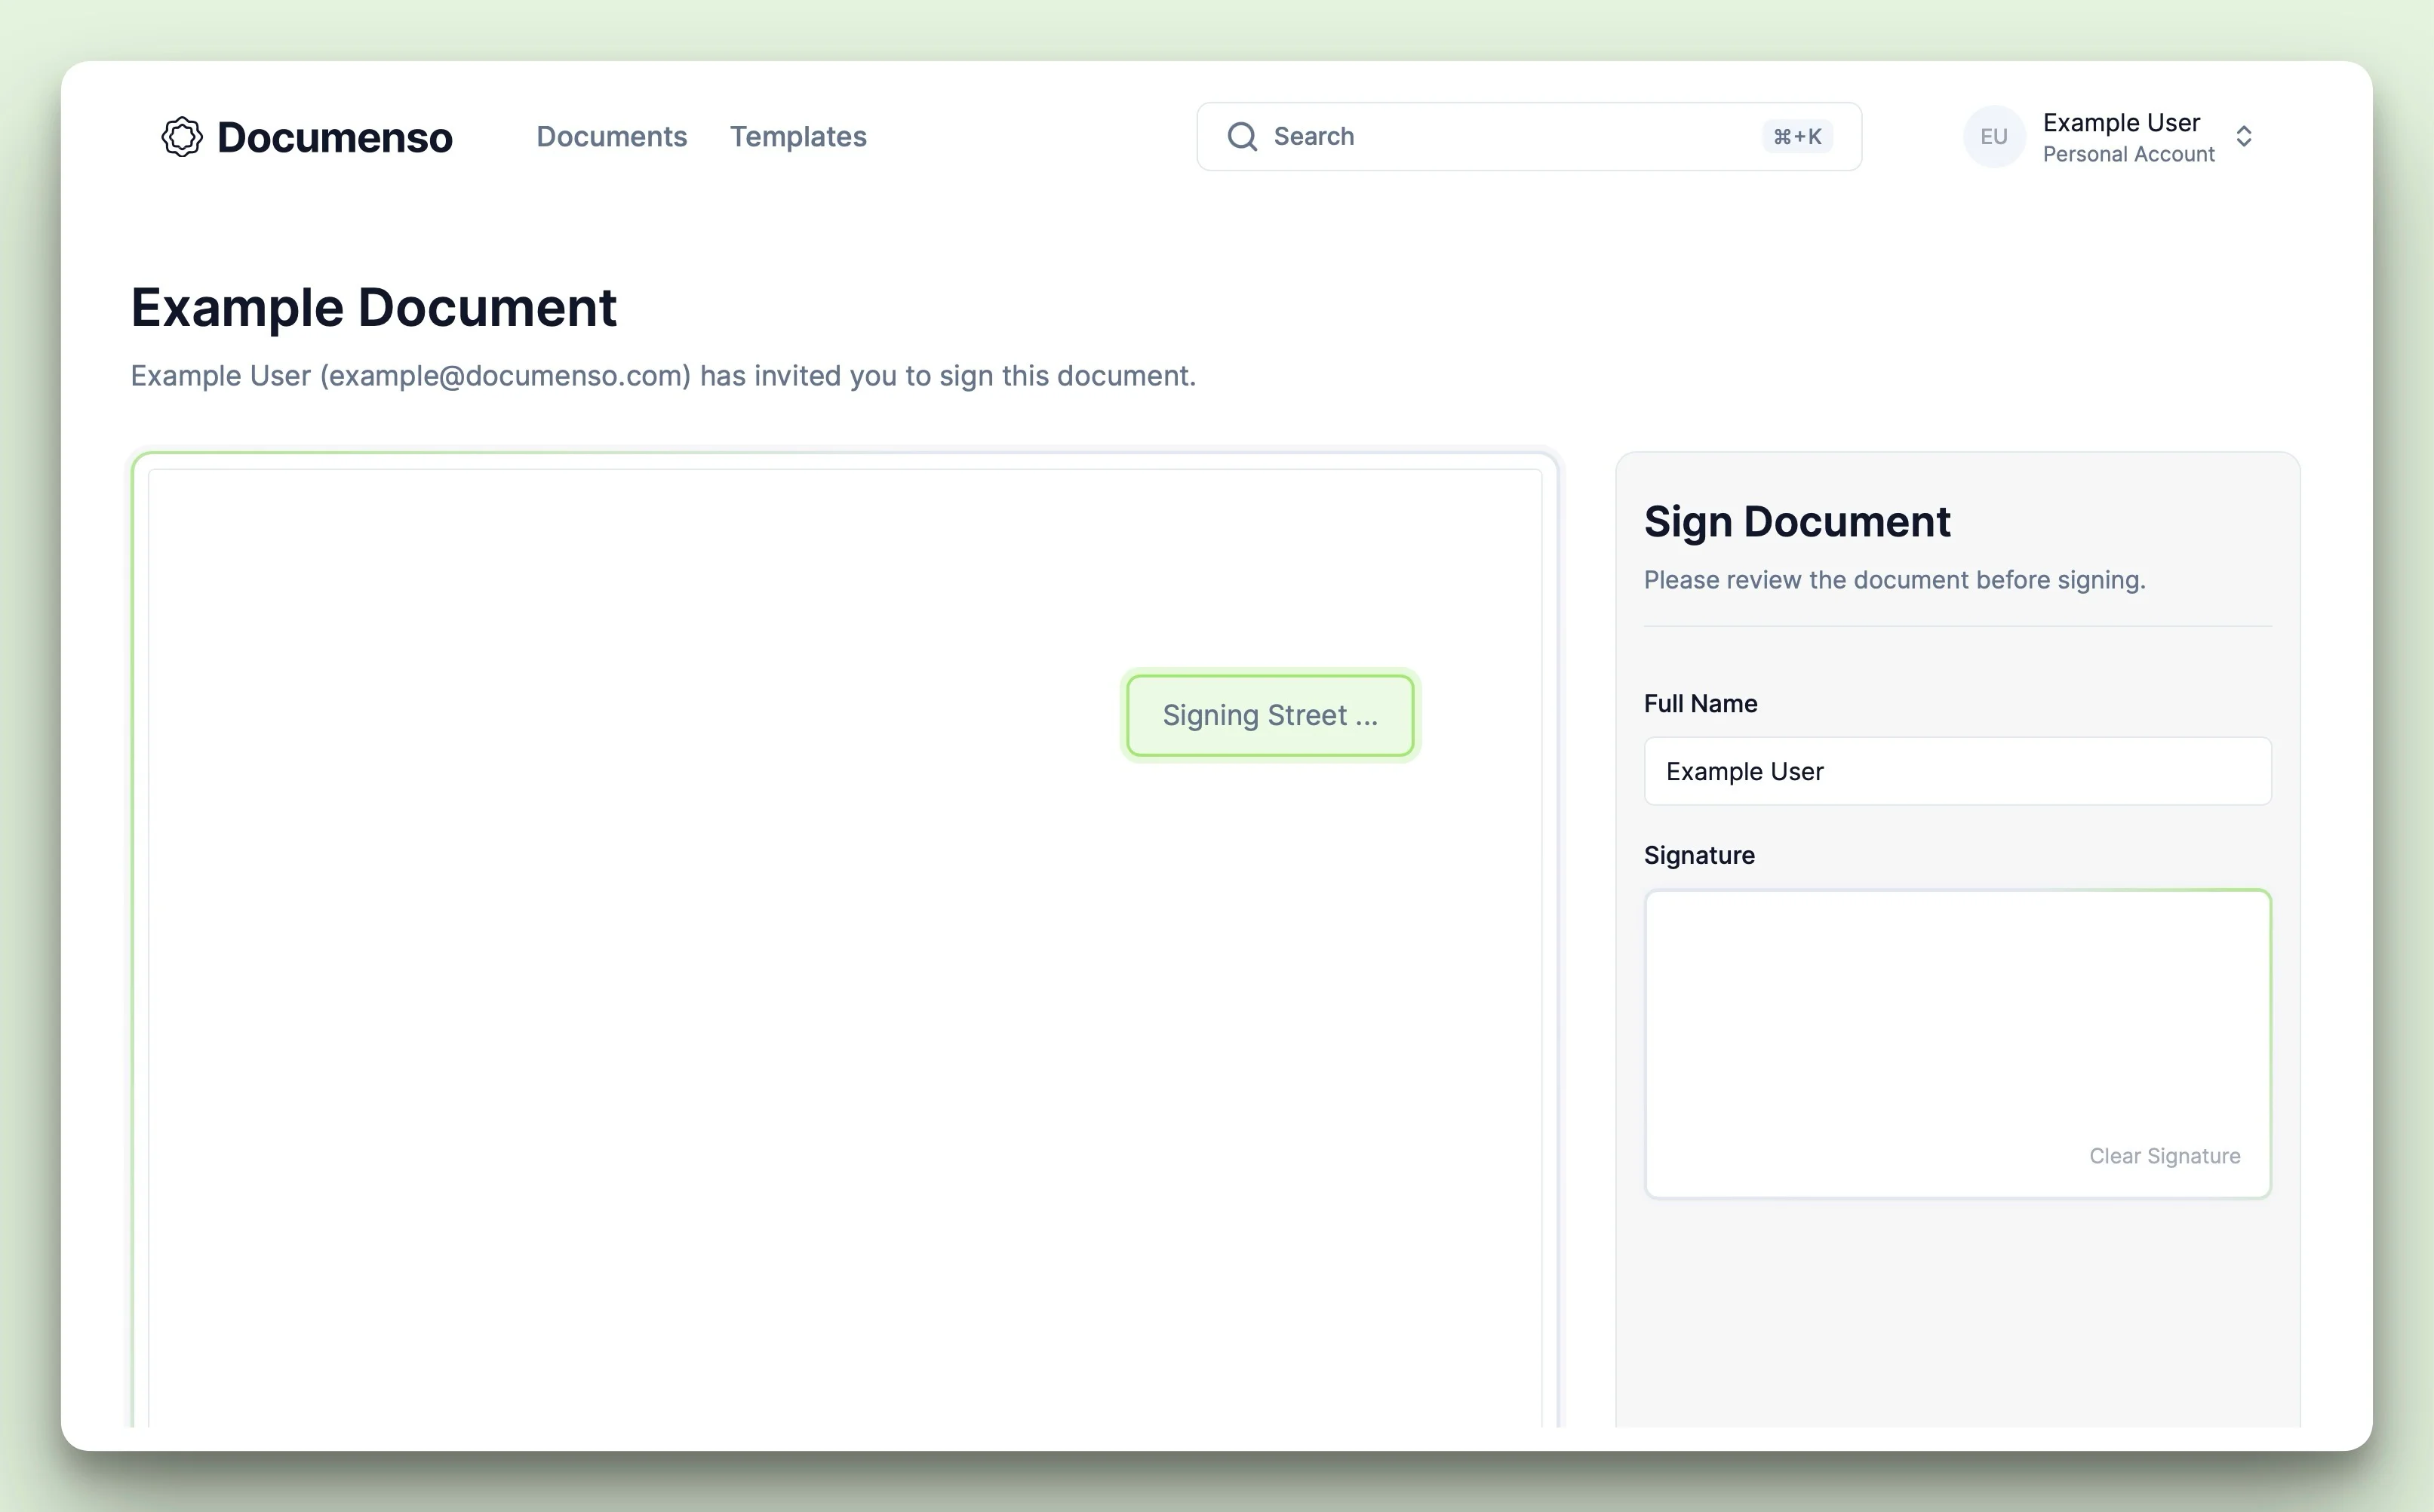 Documenso
Documents
Templates
Search
⌘+K
EU
Example User
Personal Account
Example Document
Example User (example@documenso.com) has invited you to sign this document.
Signing Street ...
Sign Document
Please review the document before signing.
Full Name
Example User
Signature
Clear Signature